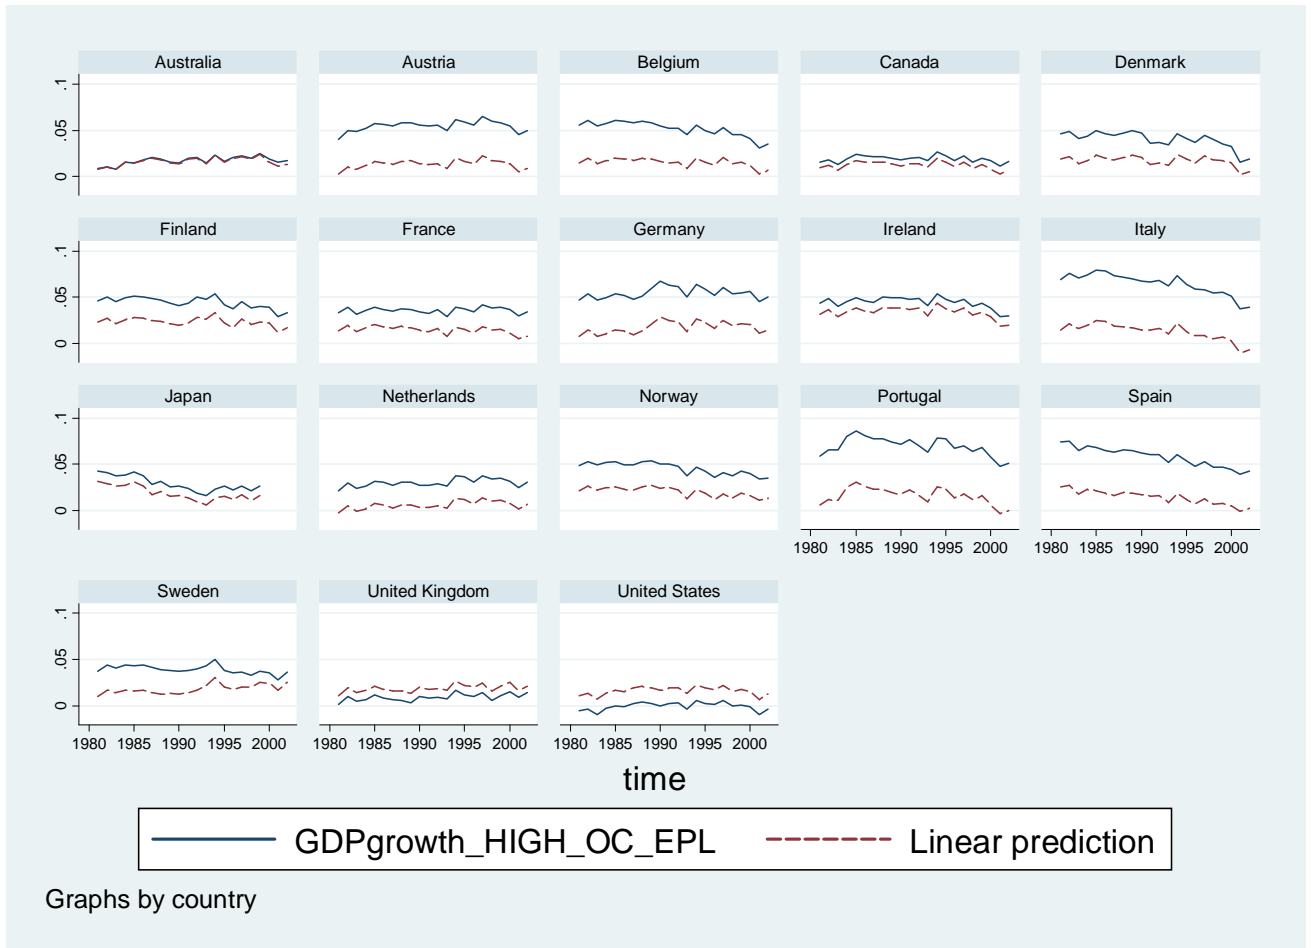 Australia Austria Belgium Canada Denmark
.1
.05
0
Finland France Germany Ireland Italy
.1
.05
0
Japan Netherlands Norway Portugal Spain
.1
.05
0
1980 1985 1990 1995 2000 1980 1985 1990 1995 2000
Sweden United Kingdom United States
.1
.05
0
1980 1985 1990 1995 2000 1980 1985 1990 1995 2000 1980 1985 1990 1995 2000
time
GDPgrowth_HIGH_OC_EPL Linear prediction
Graphs by country